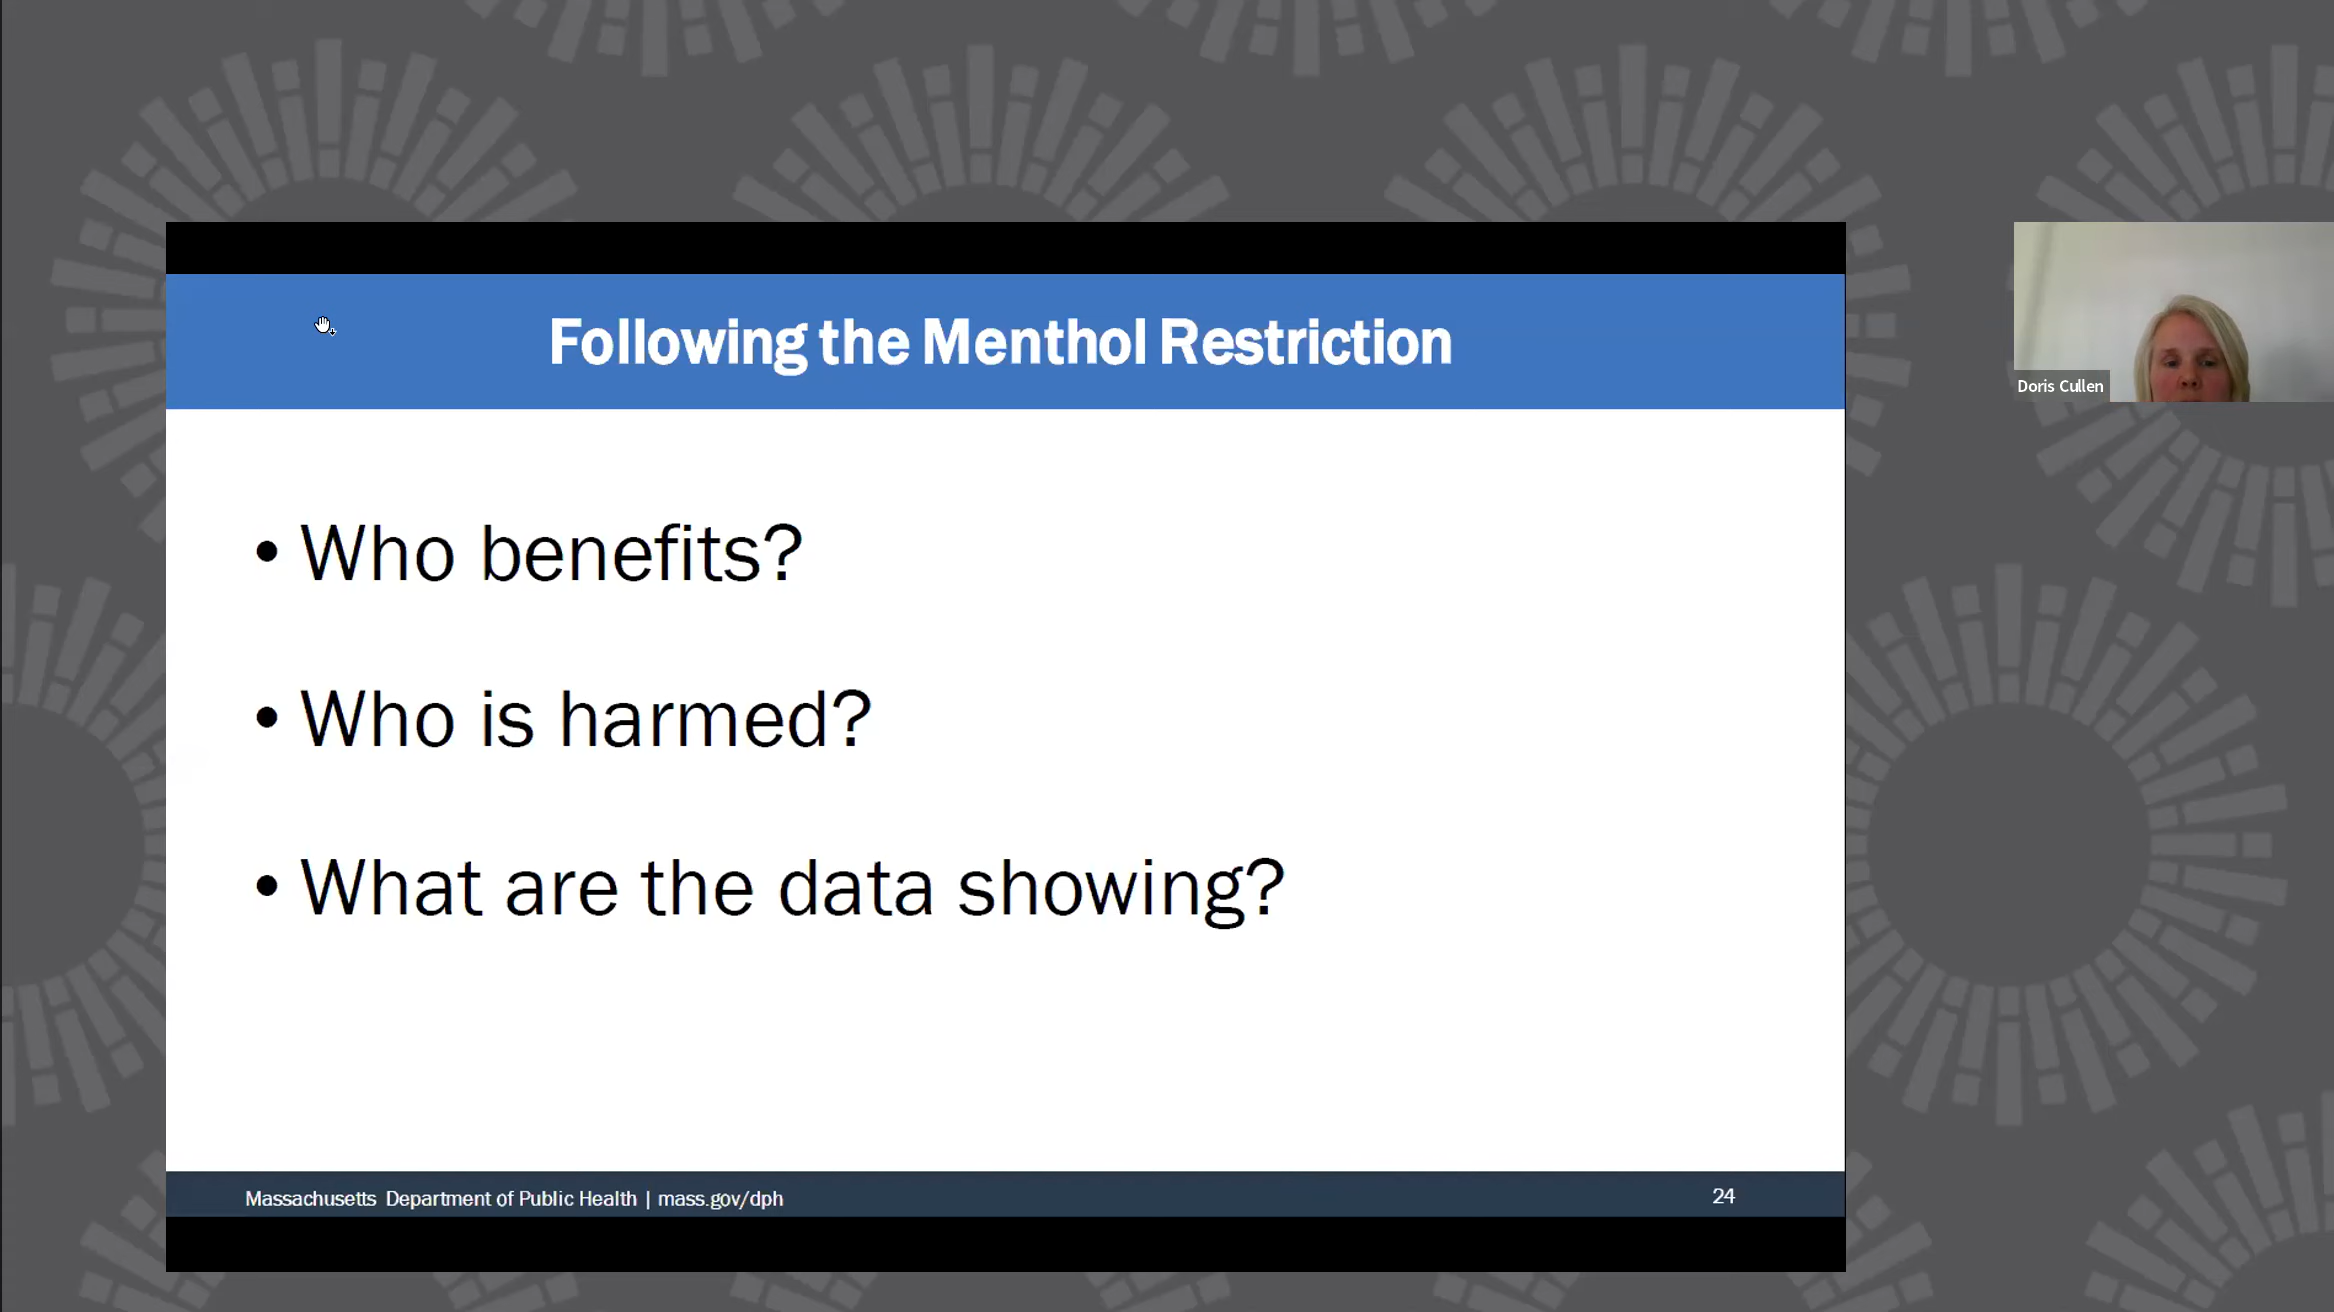 Following the Menthol Restriction
• Who benefits?
• Who is harmed?
• What are the data showing?
Massachusetts Department of Public Health | mass.gov/dph
24
Doris Cullen